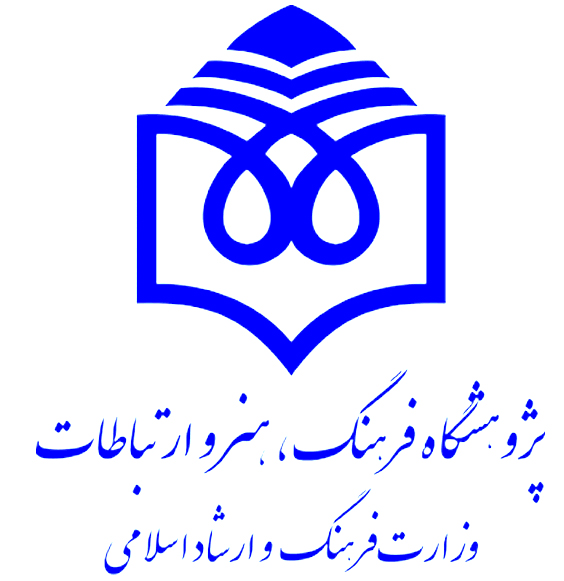 پژوهشگاه فرهنگ، هنر و ارتباطات
وزارت فرهنگ و ارشاد اسلامی